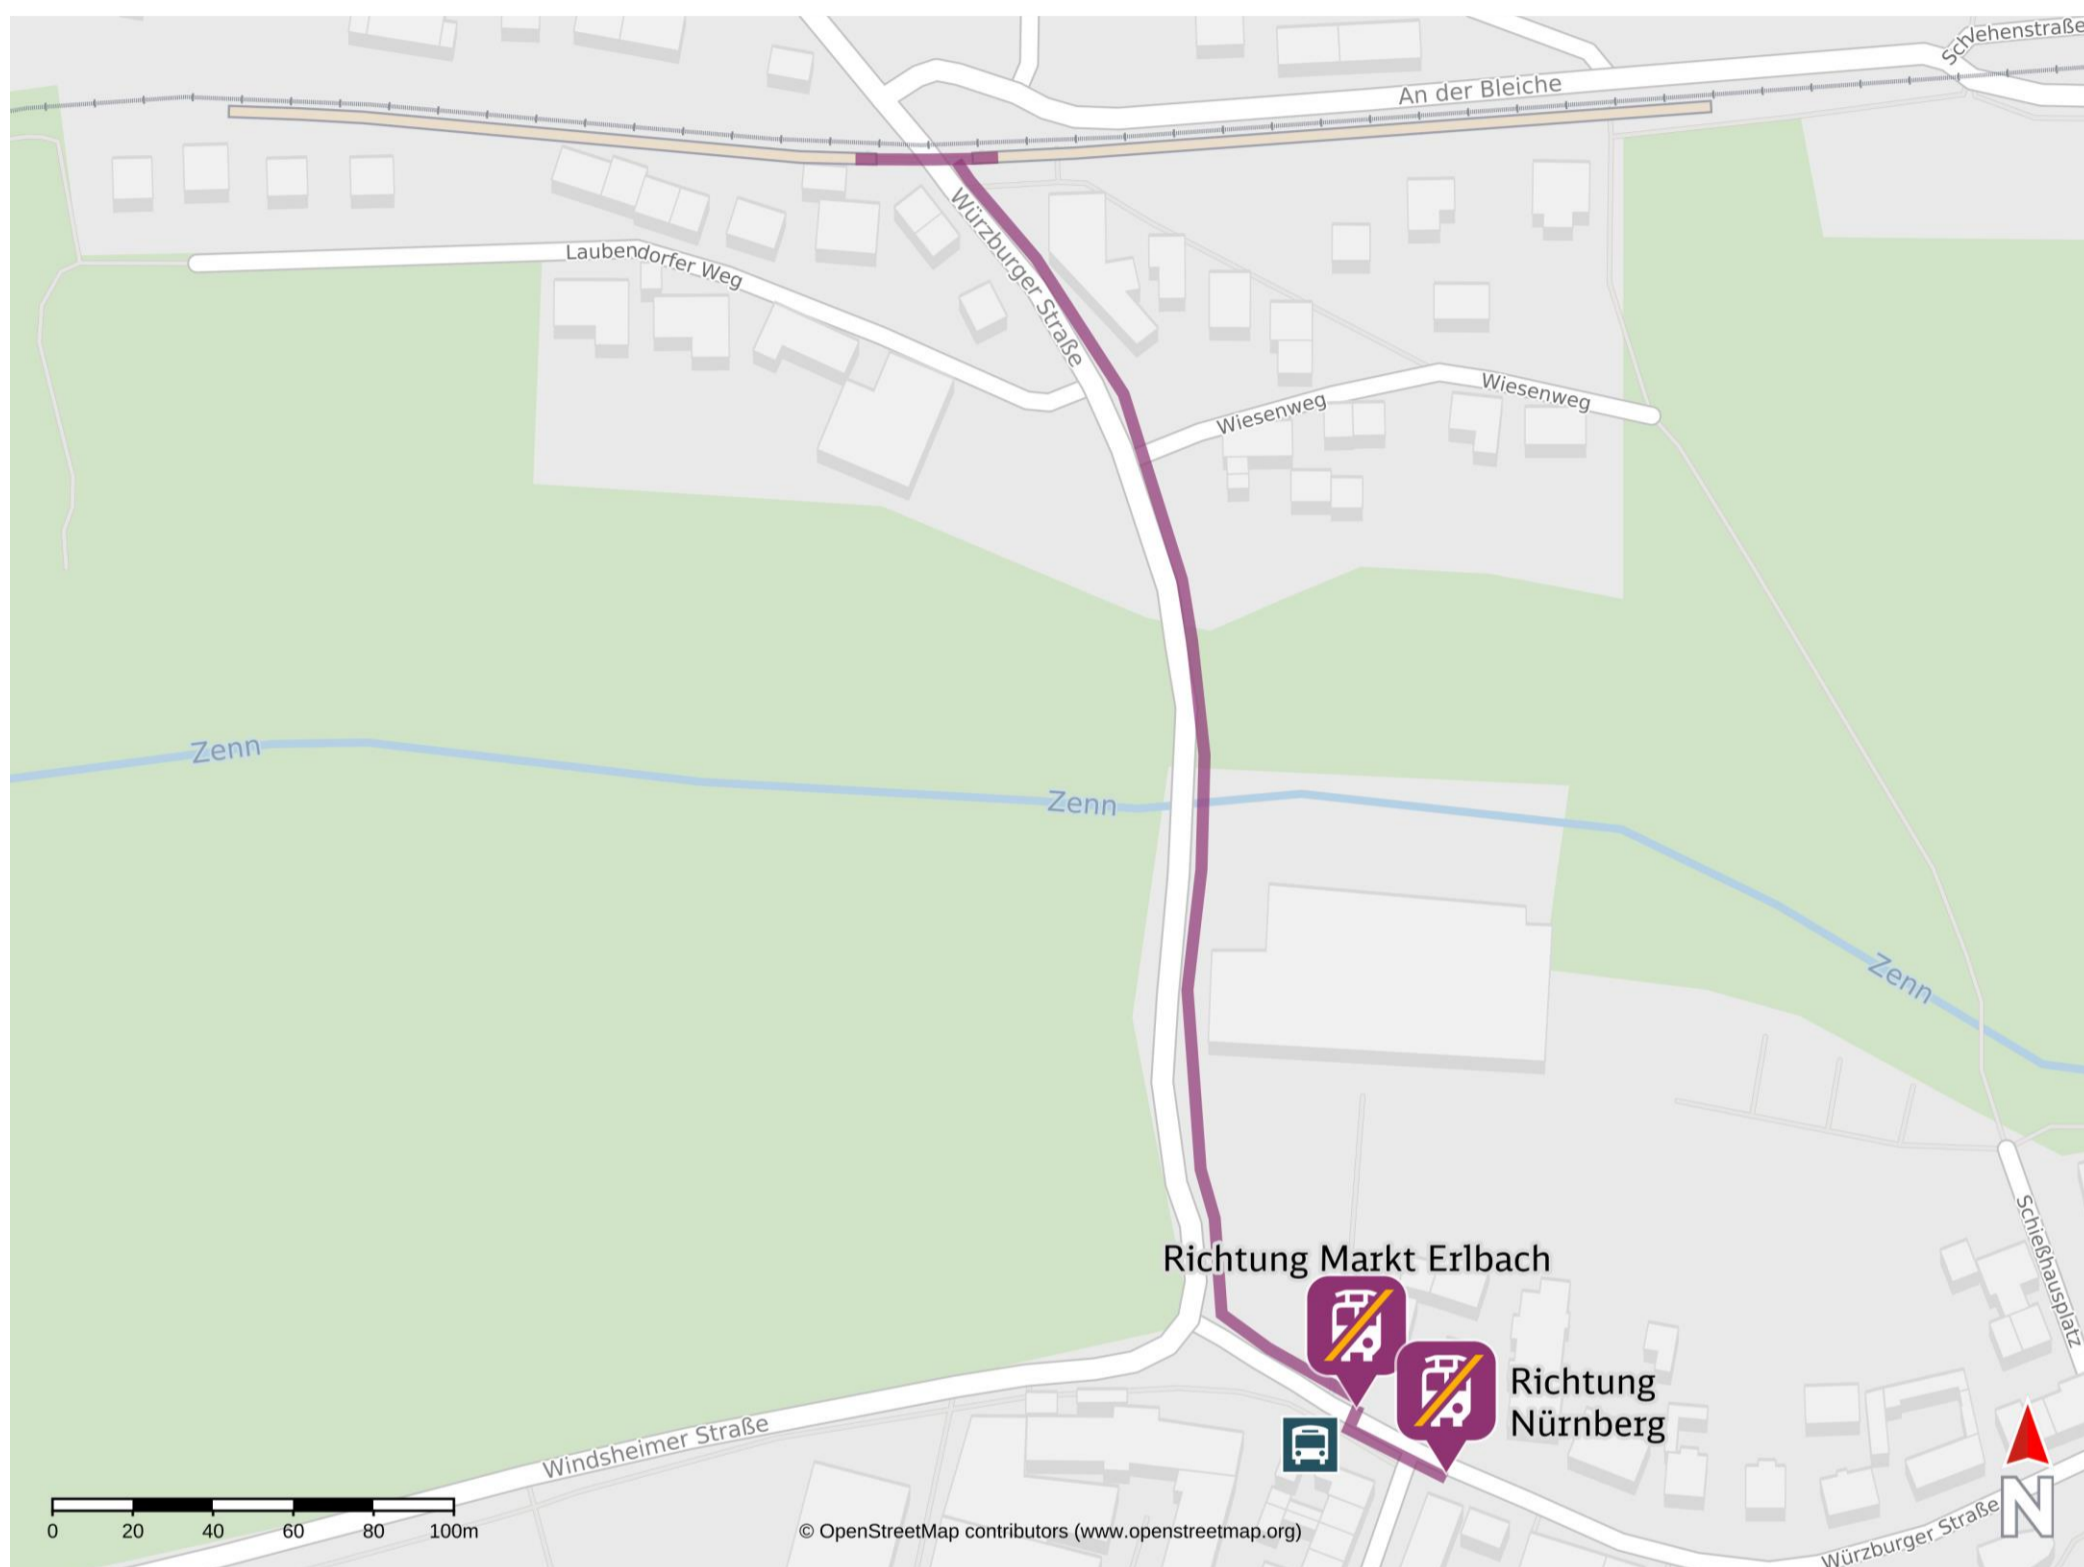 Schlehenstraße
An der Bleiche
Würzburger Straße
Laubendorfer Weg
Wiesenweg
Wiesenweg
Zenn
Zenn
Zenn
Schießhausplatz
Richtung Markt Erlbach
Richtung
Nürnberg
Windsheimer Straße
Würzburger Straße
N
0 20 40 60 80 100m
© OpenStreetMap contributors (www.openstreetmap.org)